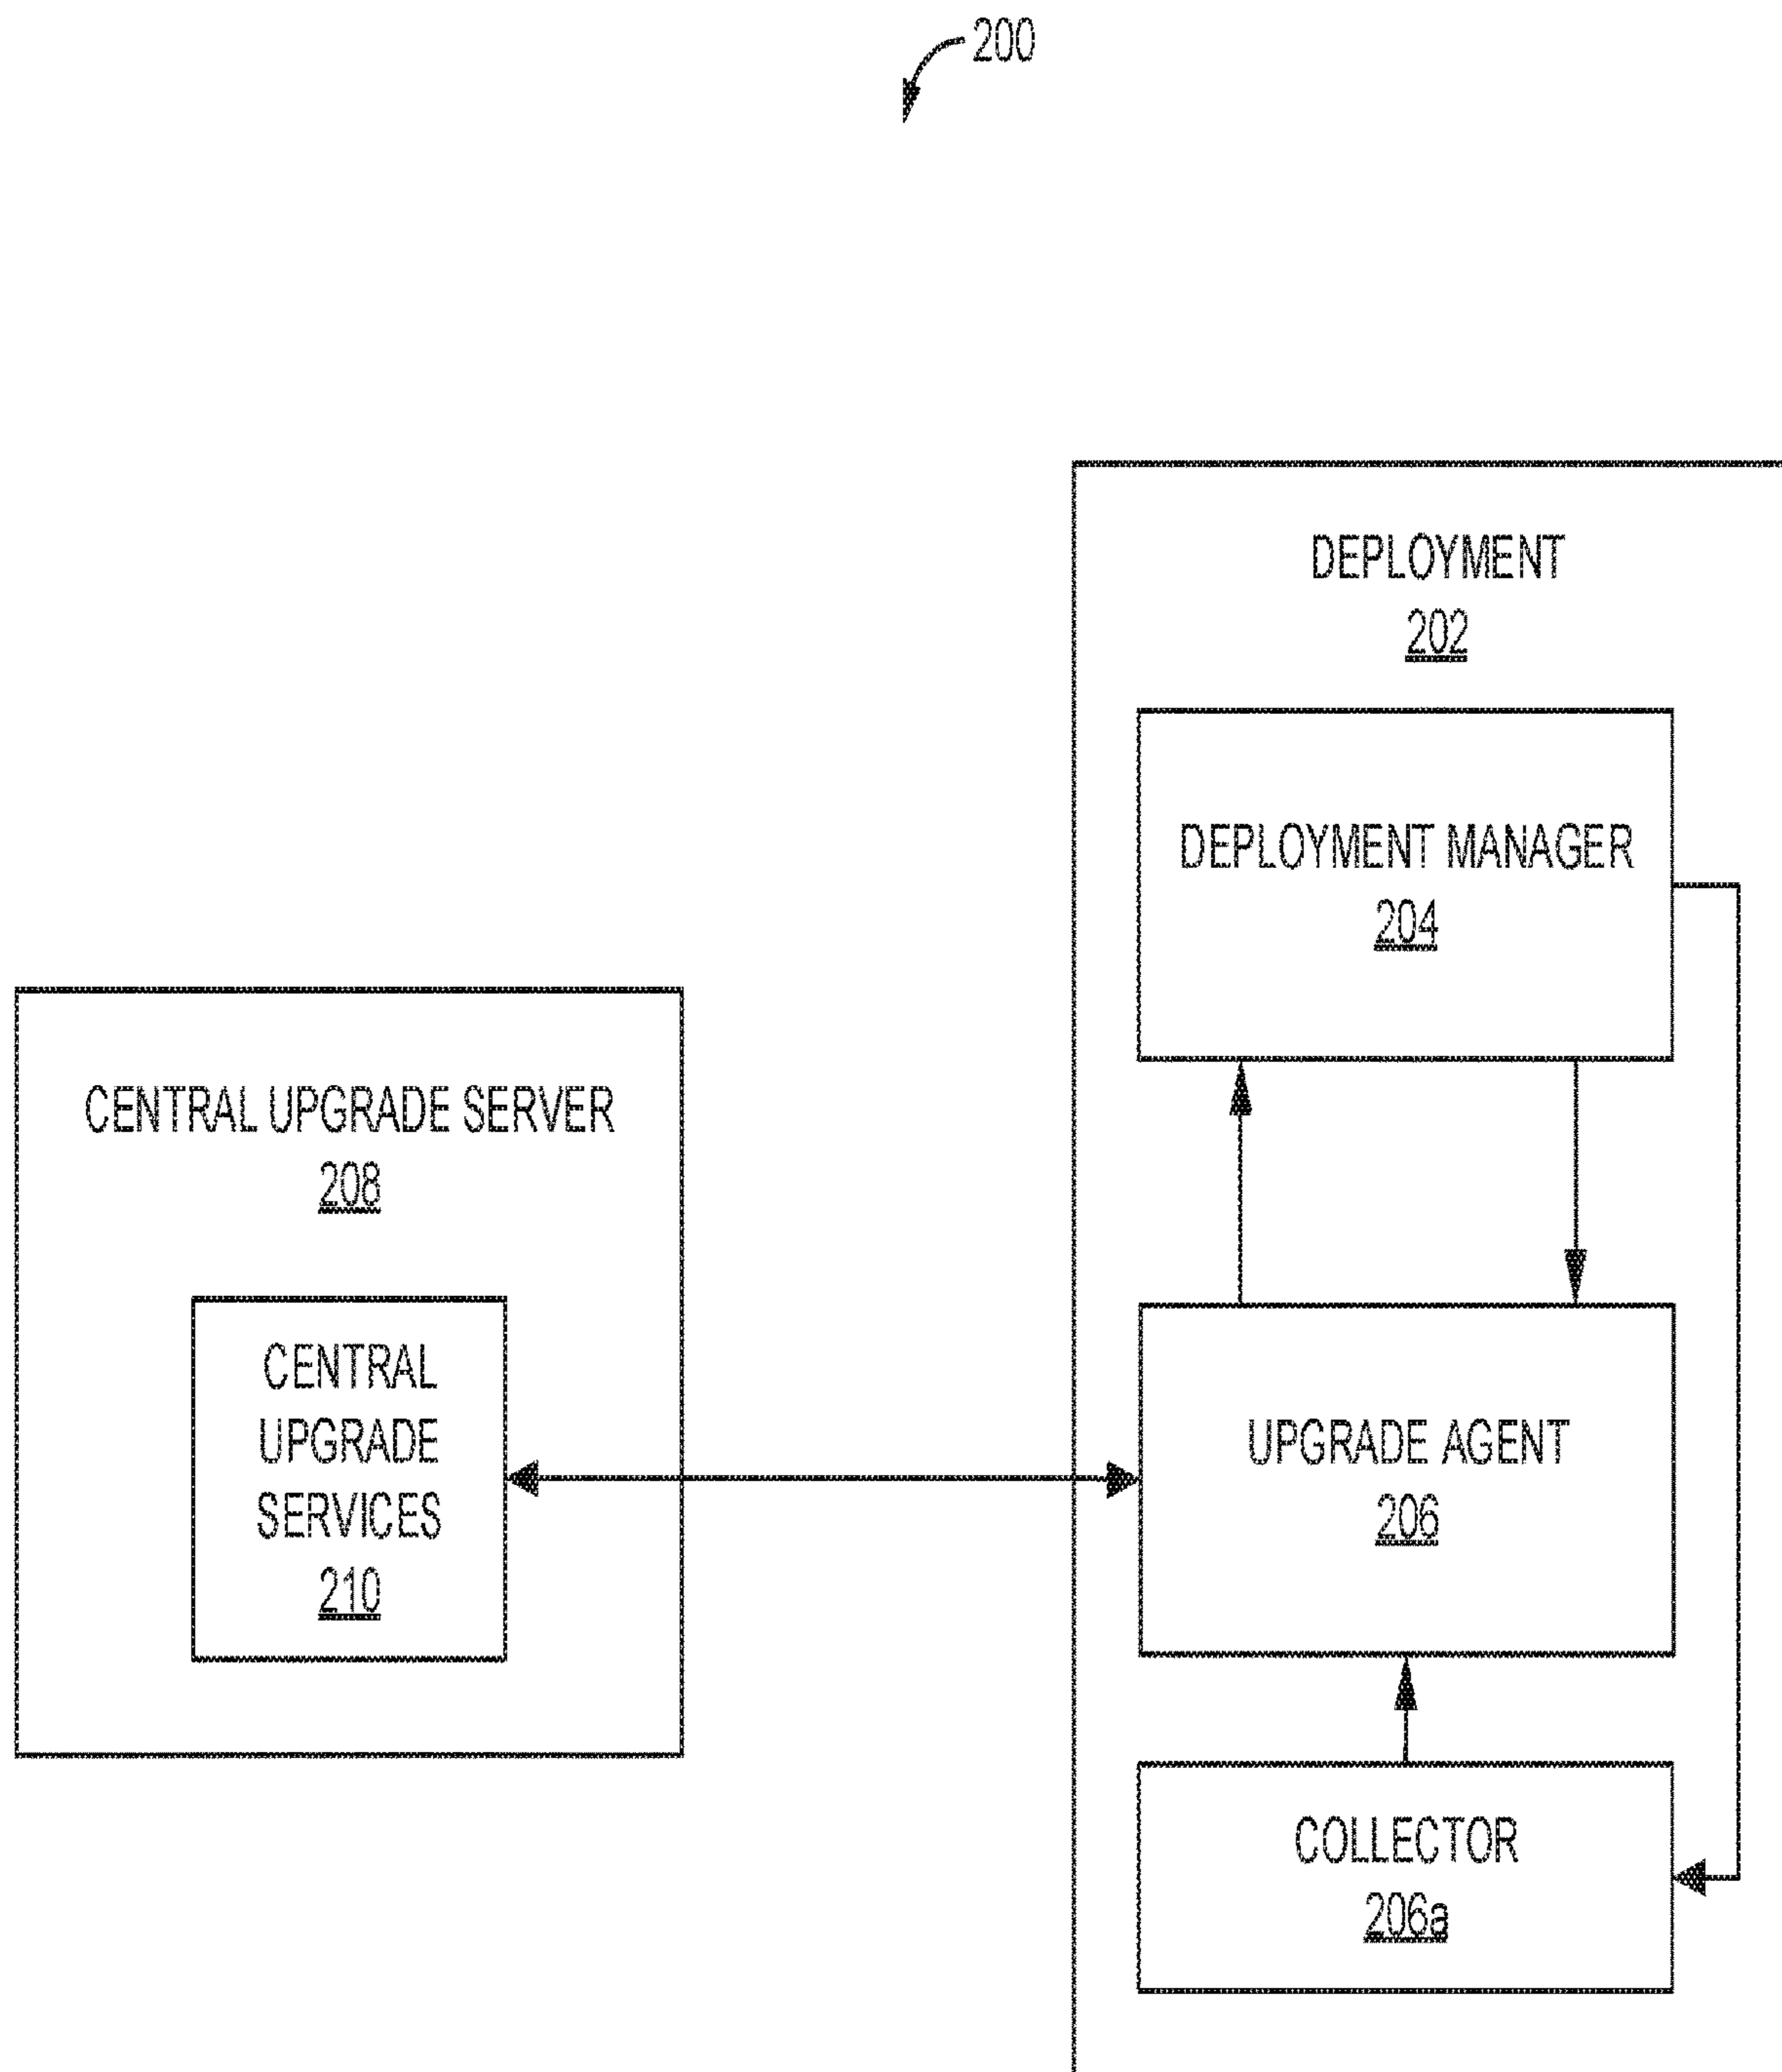 200
DEPLOYMENT
202
DEPLOYMENT MANAGER
204
CENTRAL UPGRADE SERVER
208
CENTRAL
UPGRADE
SERVICES
210
UPGRADE AGENT
206
COLLECTOR
206a